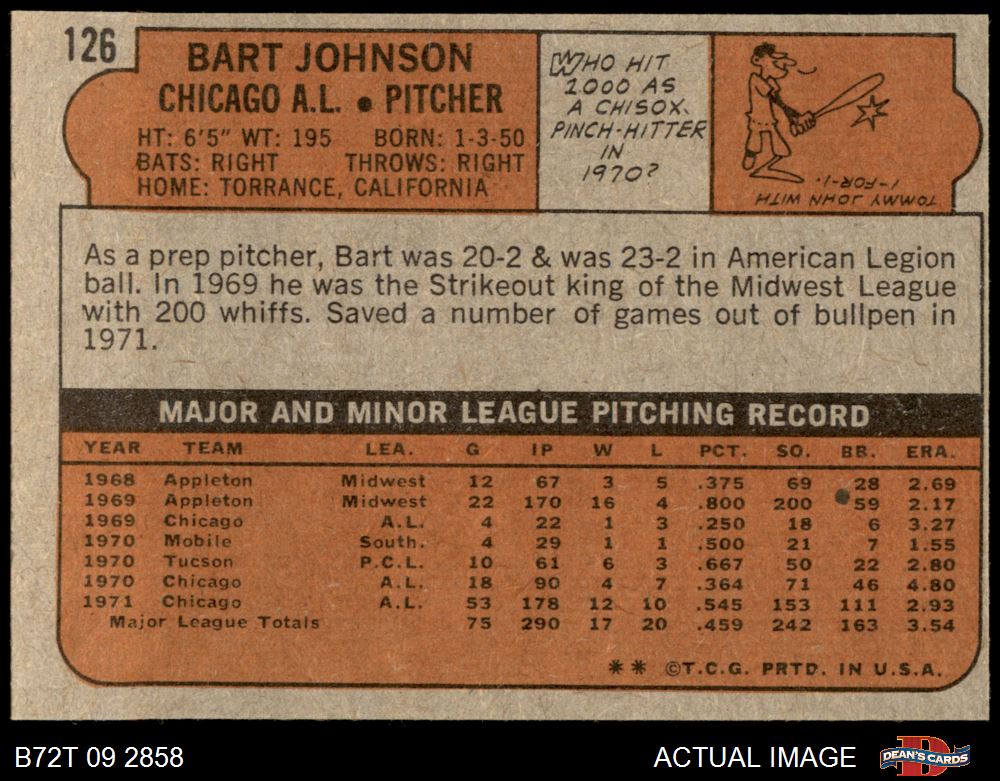 126
BART JOHNSON
CHICAGO A.L. • PITCHER
HT: 6'5" WT: 195 BORN: 1-3-50
BATS: RIGHT THROWS: RIGHT
HOME: TORRANCE, CALIFORNIA
WHO HIT
1.000 AS
A CHISOX
PINCH-HITTER
IN
1970?
TOMMY JOHN WITH
1-FOR-1.
As a prep pitcher, Bart was 20-2 & was 23-2 in American Legion
ball. In 1969 he was the Strikeout king of the Midwest League
with 200 whiffs. Saved a number of games out of bullpen in
1971.
MAJOR AND MINOR LEAGUE PITCHING RECORD
YEAR TEAM LEA. G IP W L PCT. SO. BB. ERA.
1968 Appleton Midwest 12 67 3 5 .375 69 28 2.69
1969 Appleton Midwest 22 170 16 4 .800 200 59 2.17
1969 Chicago A.L. 4 22 1 3 .250 18 6 3.27
1970 Mobile South. 4 29 1 1 .500 21 7 1.55
1970 Tucson P.C.L. 10 61 6 3 .667 50 22 2.80
1970 Chicago A.L. 18 90 4 7 .364 71 46 4.80
1971 Chicago A.L. 53 178 12 10 .545 153 111 2.93
Major League Totals 75 290 17 20 .459 242 163 3.54
** ©T.C.G. PRTD. IN U.S.A.
B72T 09 2858
ACTUAL IMAGE
DEAN'S CARDS